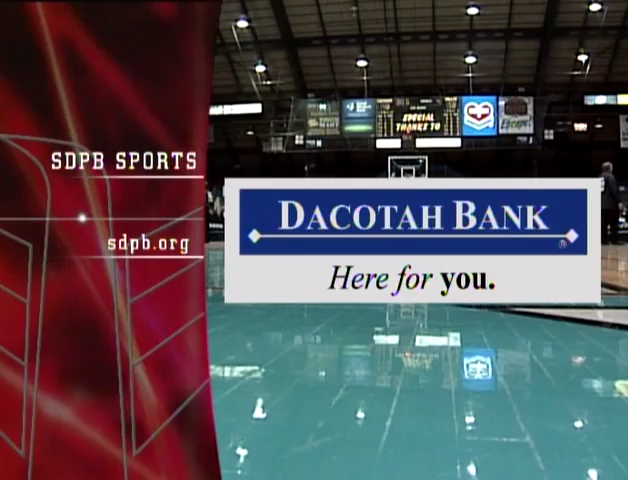 SDPB SPORTS
sdpb.org
SPECIAL
THANKS TO
DACOTAH BANK
®
Here for you.